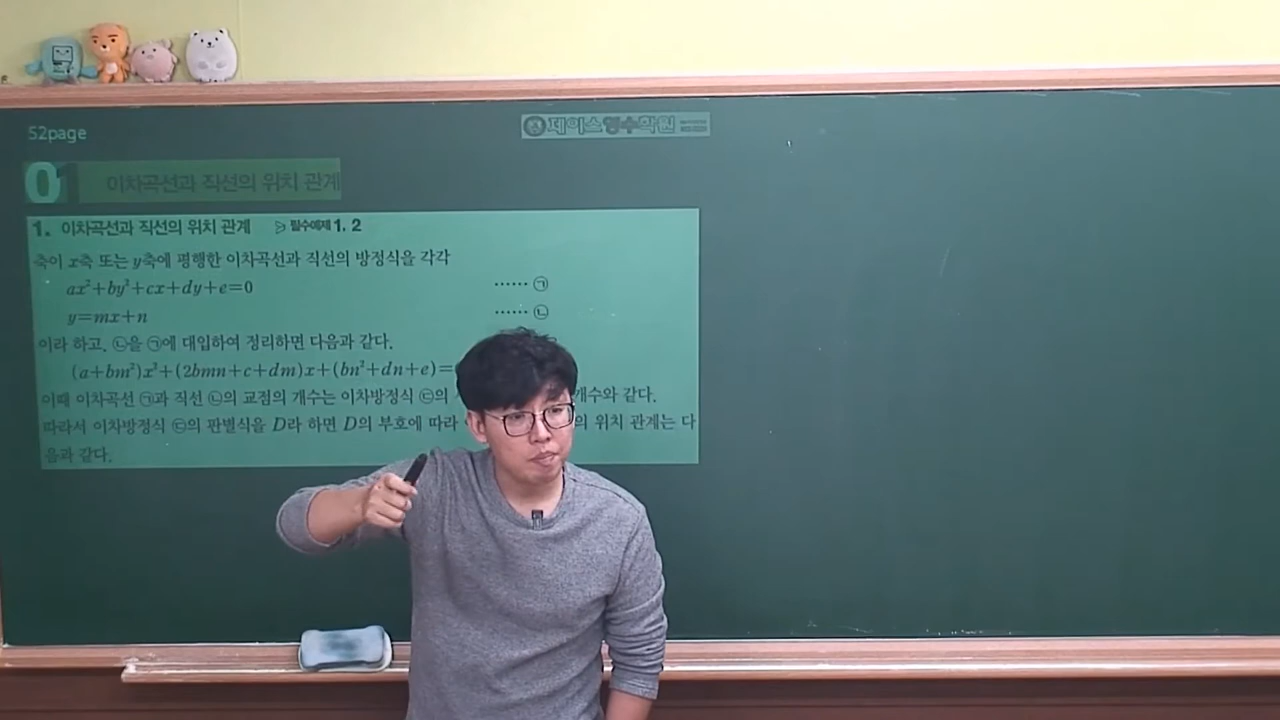 52page
제이스영수학원
01 이차곡선과 직선의 위치 관계
1. 이차곡선과 직선의 위치 관계 ▷ 필수예제 1, 2
축이 x축 또는 y축에 평행한 이차곡선과 직선의 방정식을 각각
ax²+by²+cx+dy+e=0 ······ ㉠
y=mx+n ······ ㉡
이라 하고, ㉡을 ㉠에 대입하여 정리하면 다음과 같다.
(a+bm²)x²+(2bmn+c+dm)x+(bn²+dn+e)=
이때 이차곡선 ㉠과 직선 ㉡의 교점의 개수는 이차방정식 ㉢의 개수와 같다.
따라서 이차방정식 ㉢의 판별식을 D라 하면 D의 부호에 따라 의 위치 관계는 다
음과 같다.